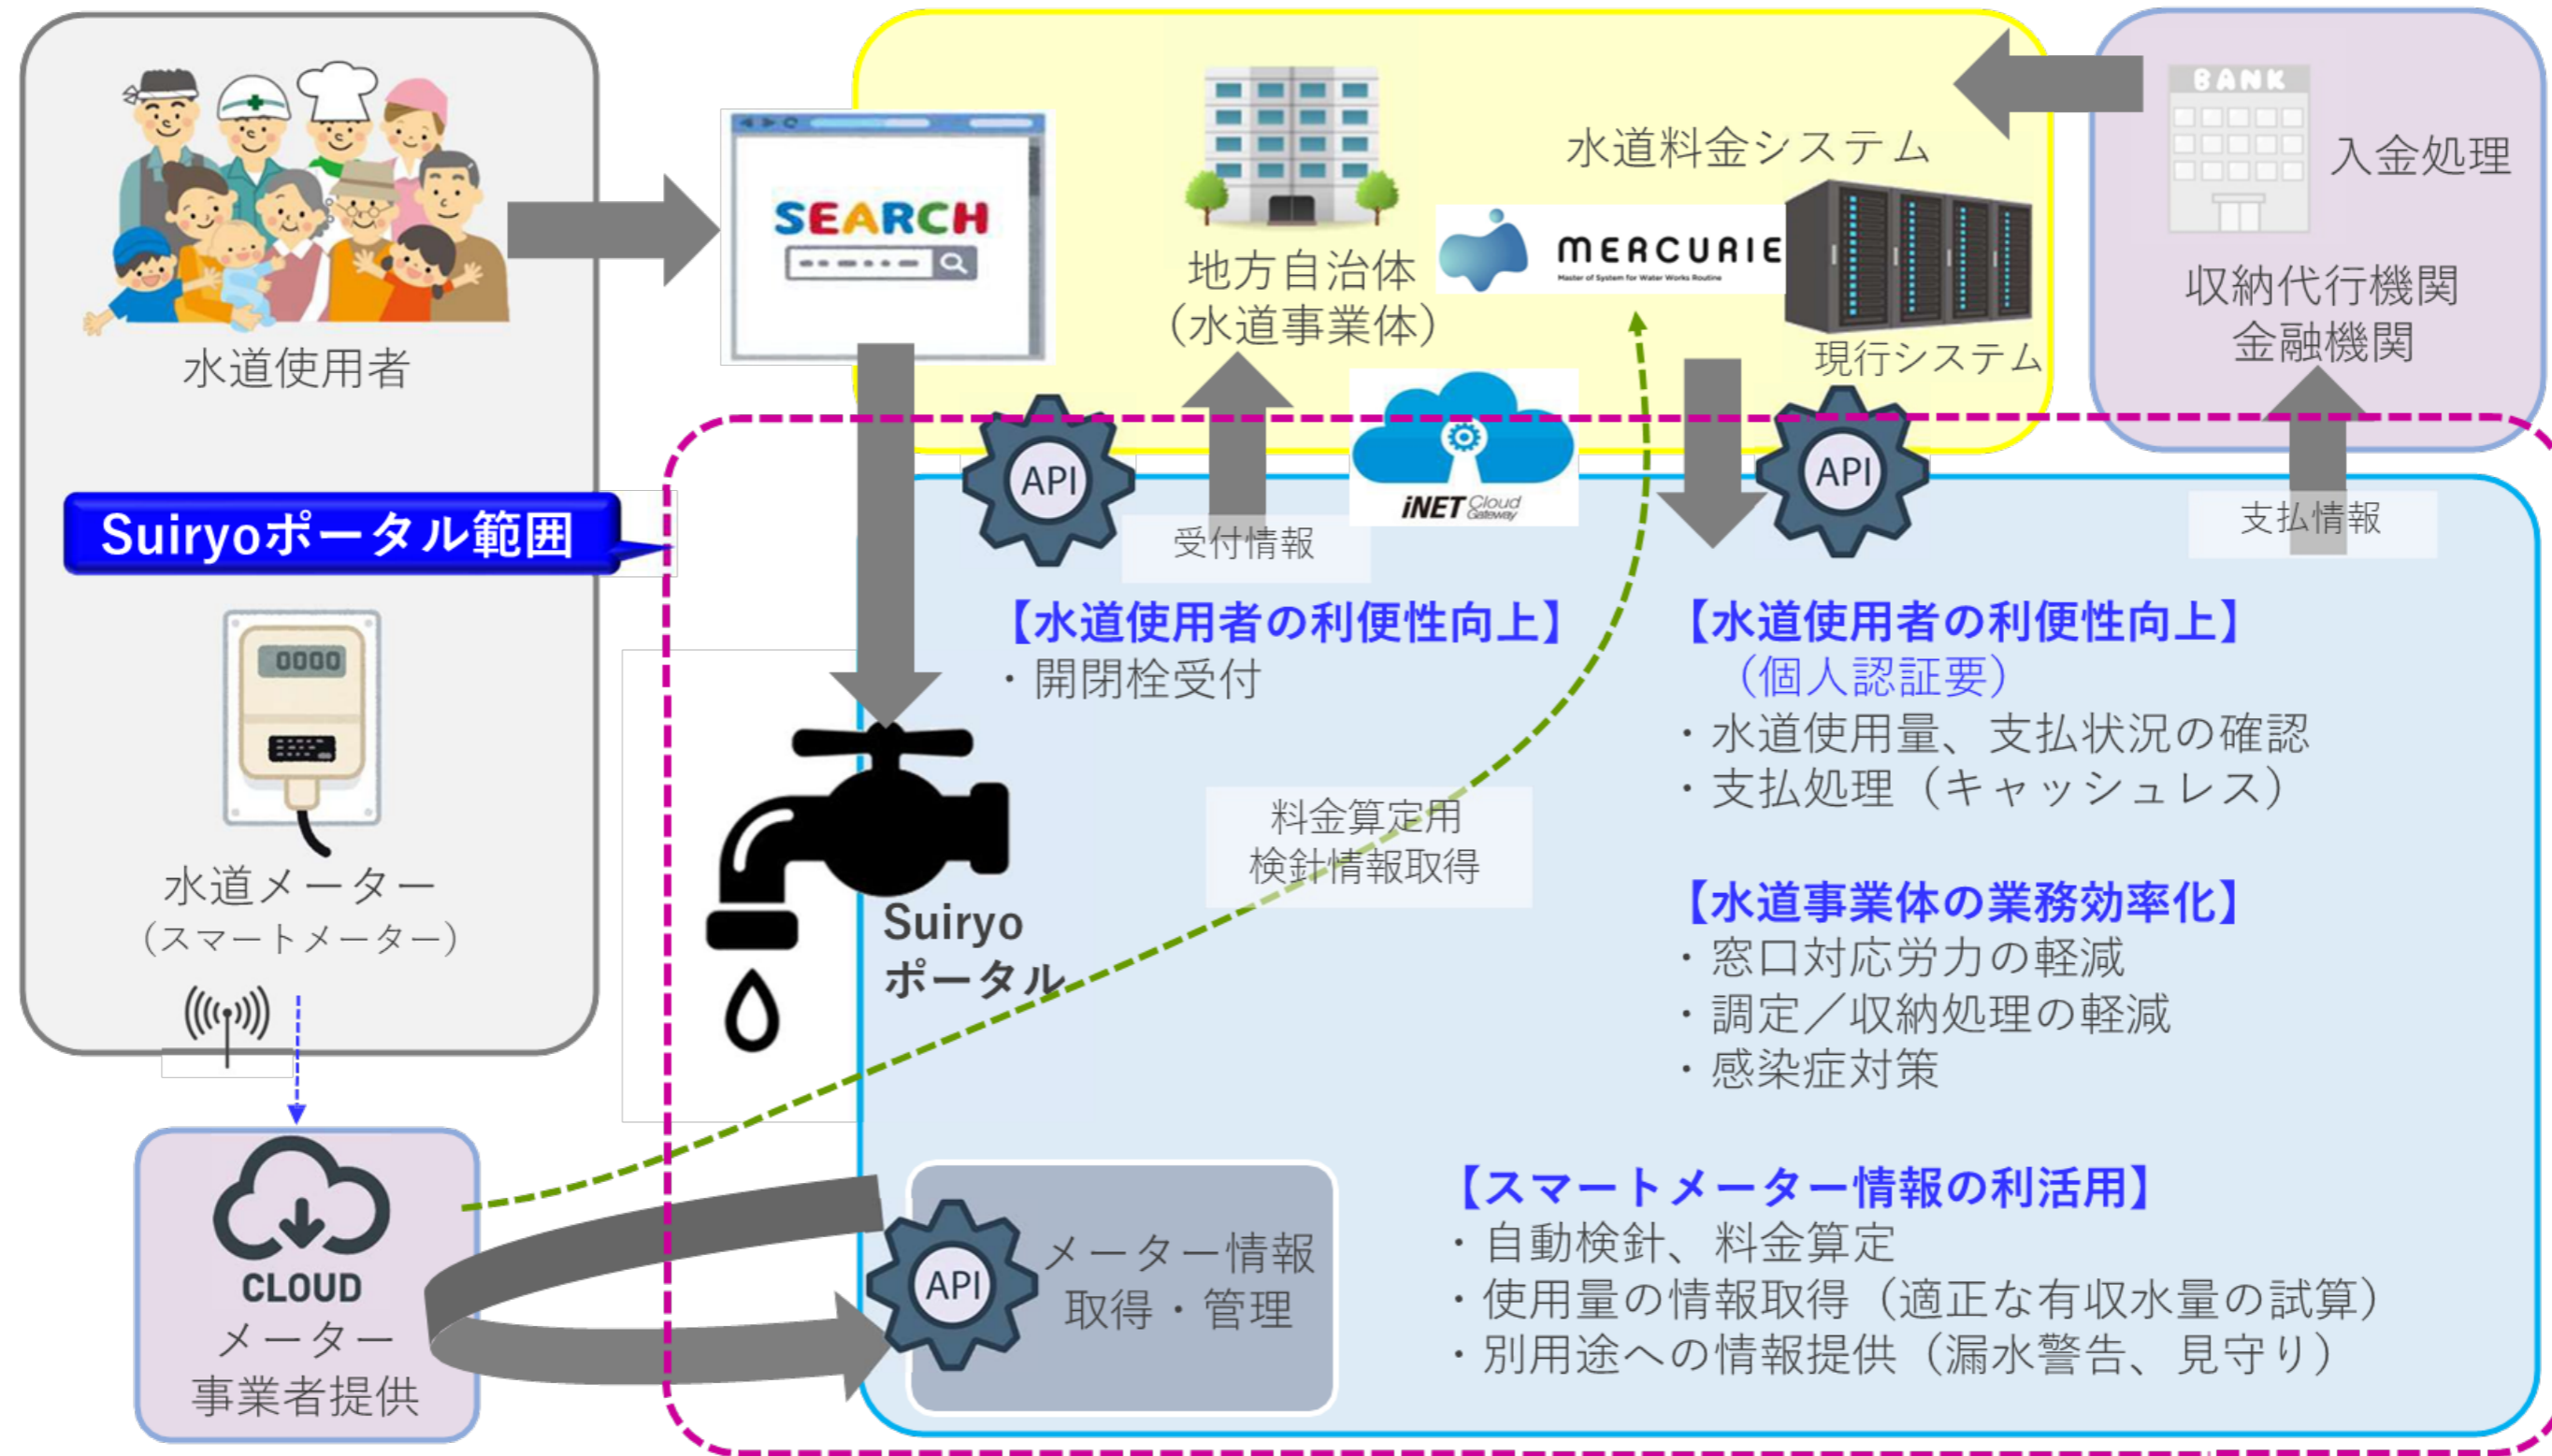 水道使用者
Suiryoポータル範囲
0000
水道メーター
（スマートメーター）
CLOUD
メーター
事業者提供
SEARCH
地方自治体
（水道事業体）
水道料金システム
MERCURIE
Master of System for Water Works Routine
現行システム
BANK
入金処理
収納代行機関
金融機関
API
受付情報
iNET Cloud
Gateway
API
支払情報
【水道使用者の利便性向上】
・開閉栓受付
【水道使用者の利便性向上】
（個人認証要）
・水道使用量、支払状況の確認
・支払処理（キャッシュレス）
料金算定用
検針情報取得
Suiryo
ポータル
【水道事業体の業務効率化】
・窓口対応労力の軽減
・調定／収納処理の軽減
・感染症対策
API
メーター情報
取得・管理
【スマートメーター情報の利活用】
・自動検針、料金算定
・使用量の情報取得（適正な有収水量の試算）
・別用途への情報提供（漏水警告、見守り）